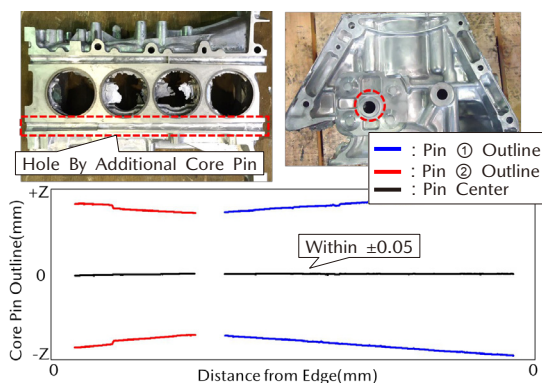 Hole By Additional Core Pin
: Pin ① Outline
: Pin ② Outline
: Pin Center
+Z
Within ±0.05
0
-Z
Core Pin Outline(mm)
0
Distance from Edge(mm)
0